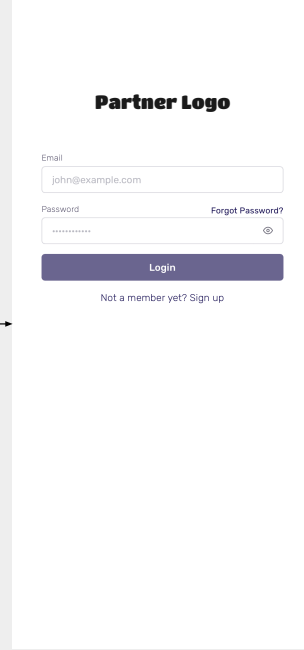 Partner Logo
Email
john@example.com
Password
Forgot Password?
••••••••••••
Login
Not a member yet? Sign up